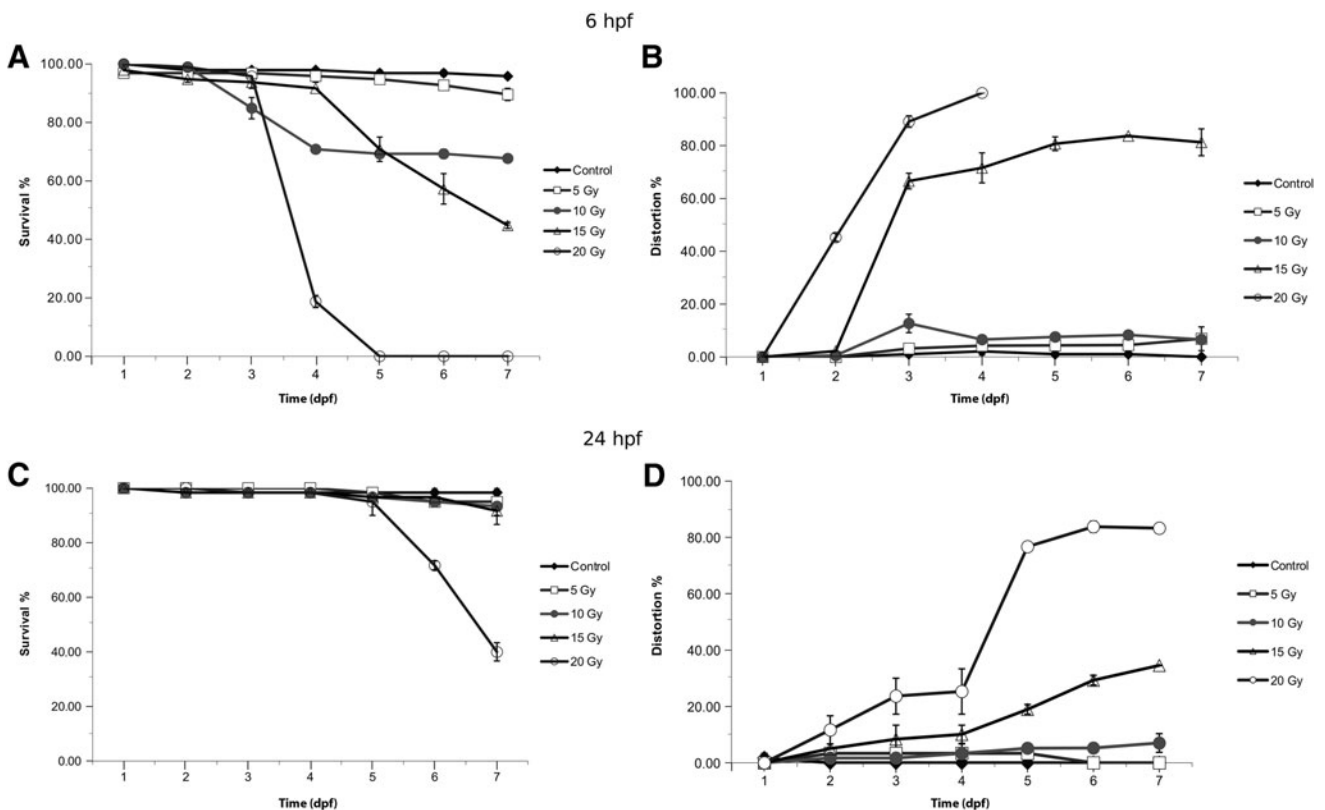 6 hpf
A
B
100.00
80.00
60.00
40.00
20.00
0.00
Survival %
1 2 3 4 5 6 7
Time (dpf)
Control
5 Gy
10 Gy
15 Gy
20 Gy
100.00
80.00
60.00
40.00
20.00
0.00
Distortion %
1 2 3 4 5 6 7
Time (dpf)
Control
5 Gy
10 Gy
15 Gy
20 Gy
24 hpf
C
D
100.00
80.00
60.00
40.00
20.00
0.00
Survival %
1 2 3 4 5 6 7
Time (dpf)
Control
5 Gy
10 Gy
15 Gy
20 Gy
100.00
80.00
60.00
40.00
20.00
0.00
Distortion %
1 2 3 4 5 6 7
Time (dpf)
Control
5 Gy
10 Gy
15 Gy
20 Gy